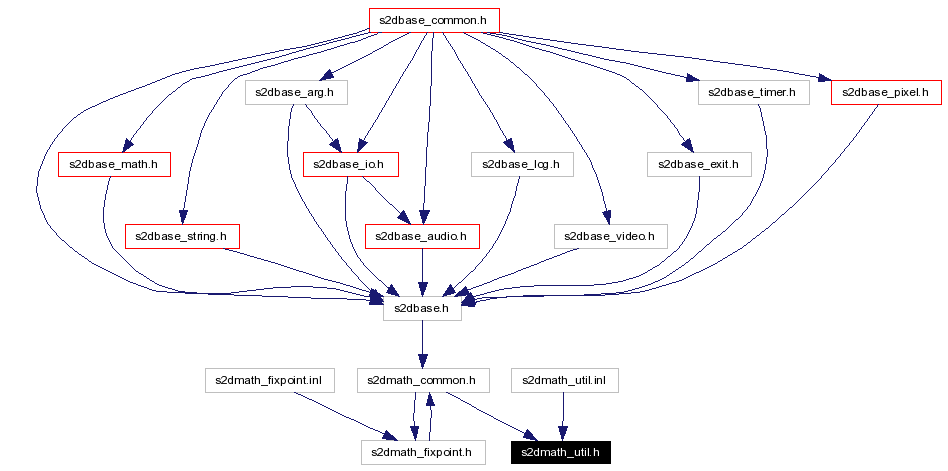 s2dbase_common.h
s2dbase_arg.h
s2dbase_timer.h
s2dbase_pixel.h
s2dbase_math.h
s2dbase_io.h
s2dbase_log.h
s2dbase_exit.h
s2dbase_string.h
s2dbase_audio.h
s2dbase_video.h
s2dbase.h
s2dmath_fixpoint.inl
s2dmath_common.h
s2dmath_util.inl
s2dmath_fixpoint.h
s2dmath_util.h